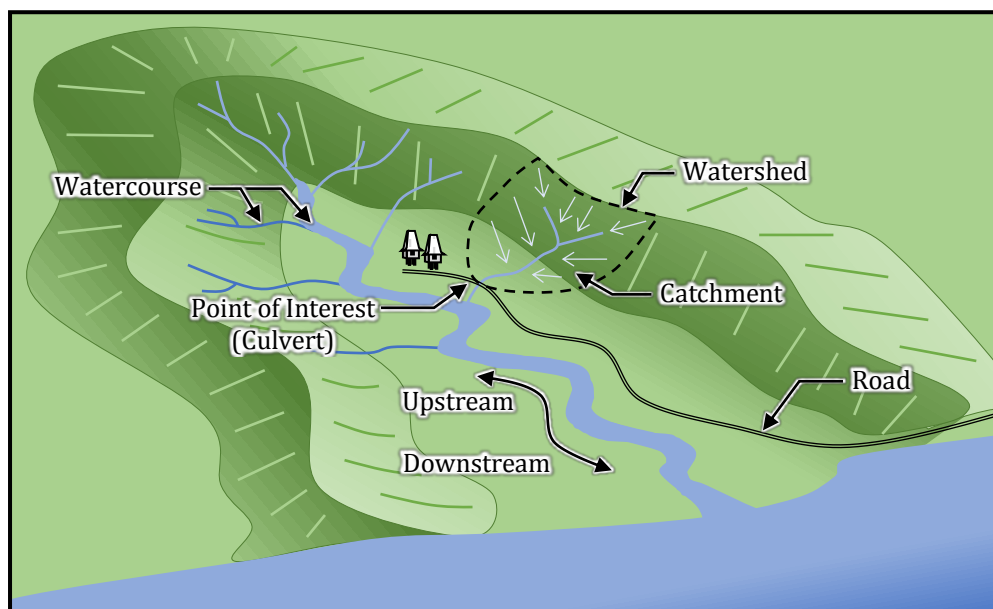 Watershed
Watercourse
Catchment
Point of Interest
(Culvert)
Road
Upstream
Downstream